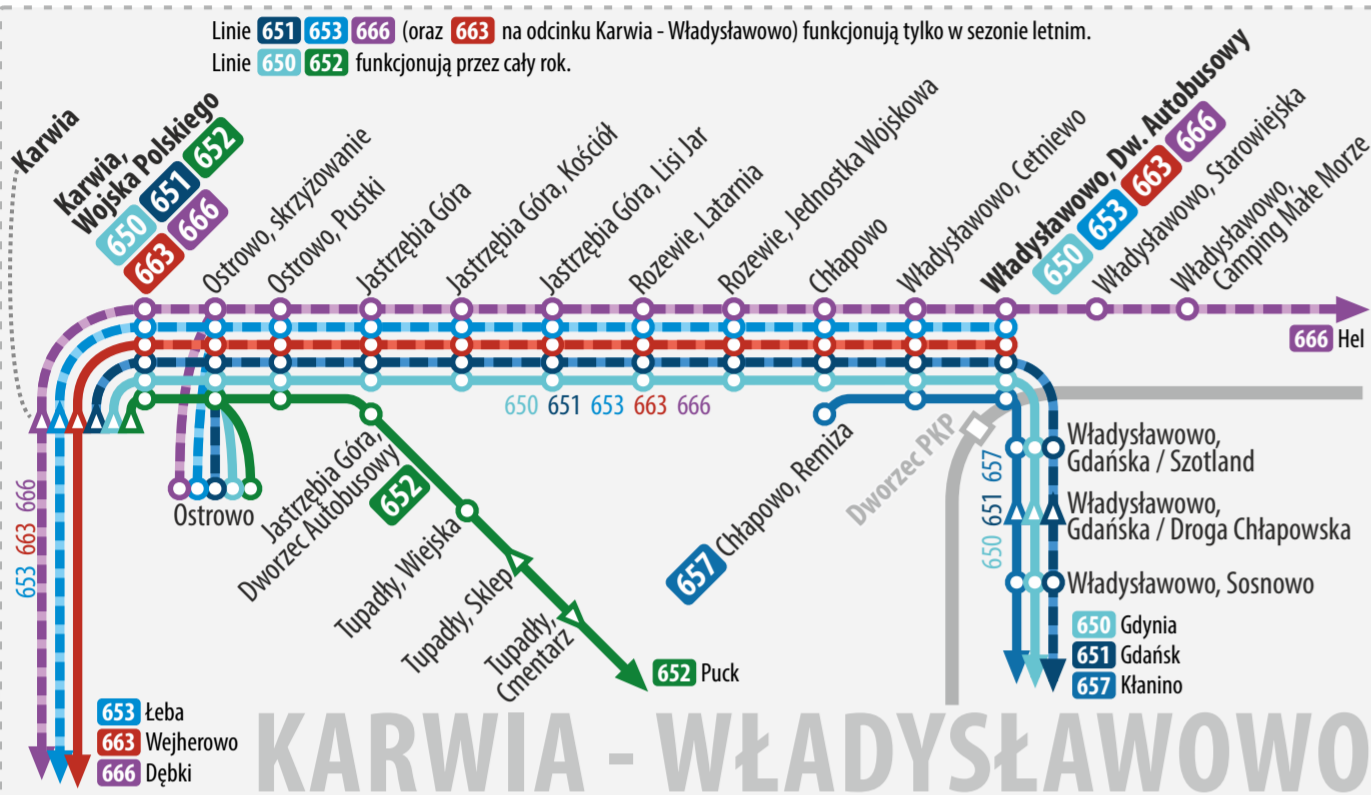 Linie 651 653 666 (oraz 663 na odcinku Karwia - Władysławowo) funkcjonują tylko w sezonie letnim.
Linie 650 652 funkcjonują przez cały rok.
Karwia
Karwia,
Wojska Polskiego
650 651 652
663 666
Ostrowo, skrzyżowanie
Ostrowo, Pustki
Jastrzębia Góra
Jastrzębia Góra, Kościół
Jastrzębia Góra, Lisi Jar
Rozewie, Latarnia
Rozewie, Jednostka Wojskowa
Chłapowo
Władysławowo, Cetniewo
Władysławowo, Dw. Autobusowy
650 653 663 666
Władysławowo, Starowiejska
Władysławowo,
Camping Małe Morze
666 Hel
650 651 653 663 666
Ostrowo
Jastrzębia Góra,
Dworzec Autobusowy
652
Tupadły, Wiejska
Tupadły, Sklep
Tupadły,
Cmentarz
652 Puck
657 Chłapowo, Remiza
Dworzec PKP
650 651 657
Władysławowo,
Gdańska / Szotland
Władysławowo,
Gdańska / Droga Chłapowska
Władysławowo, Sosnowo
650 Gdynia
651 Gdańsk
657 Kłanino
653 663 666
653 Łeba
663 Wejherowo
666 Dębki
KARWIA - WŁADYSŁAWOWO